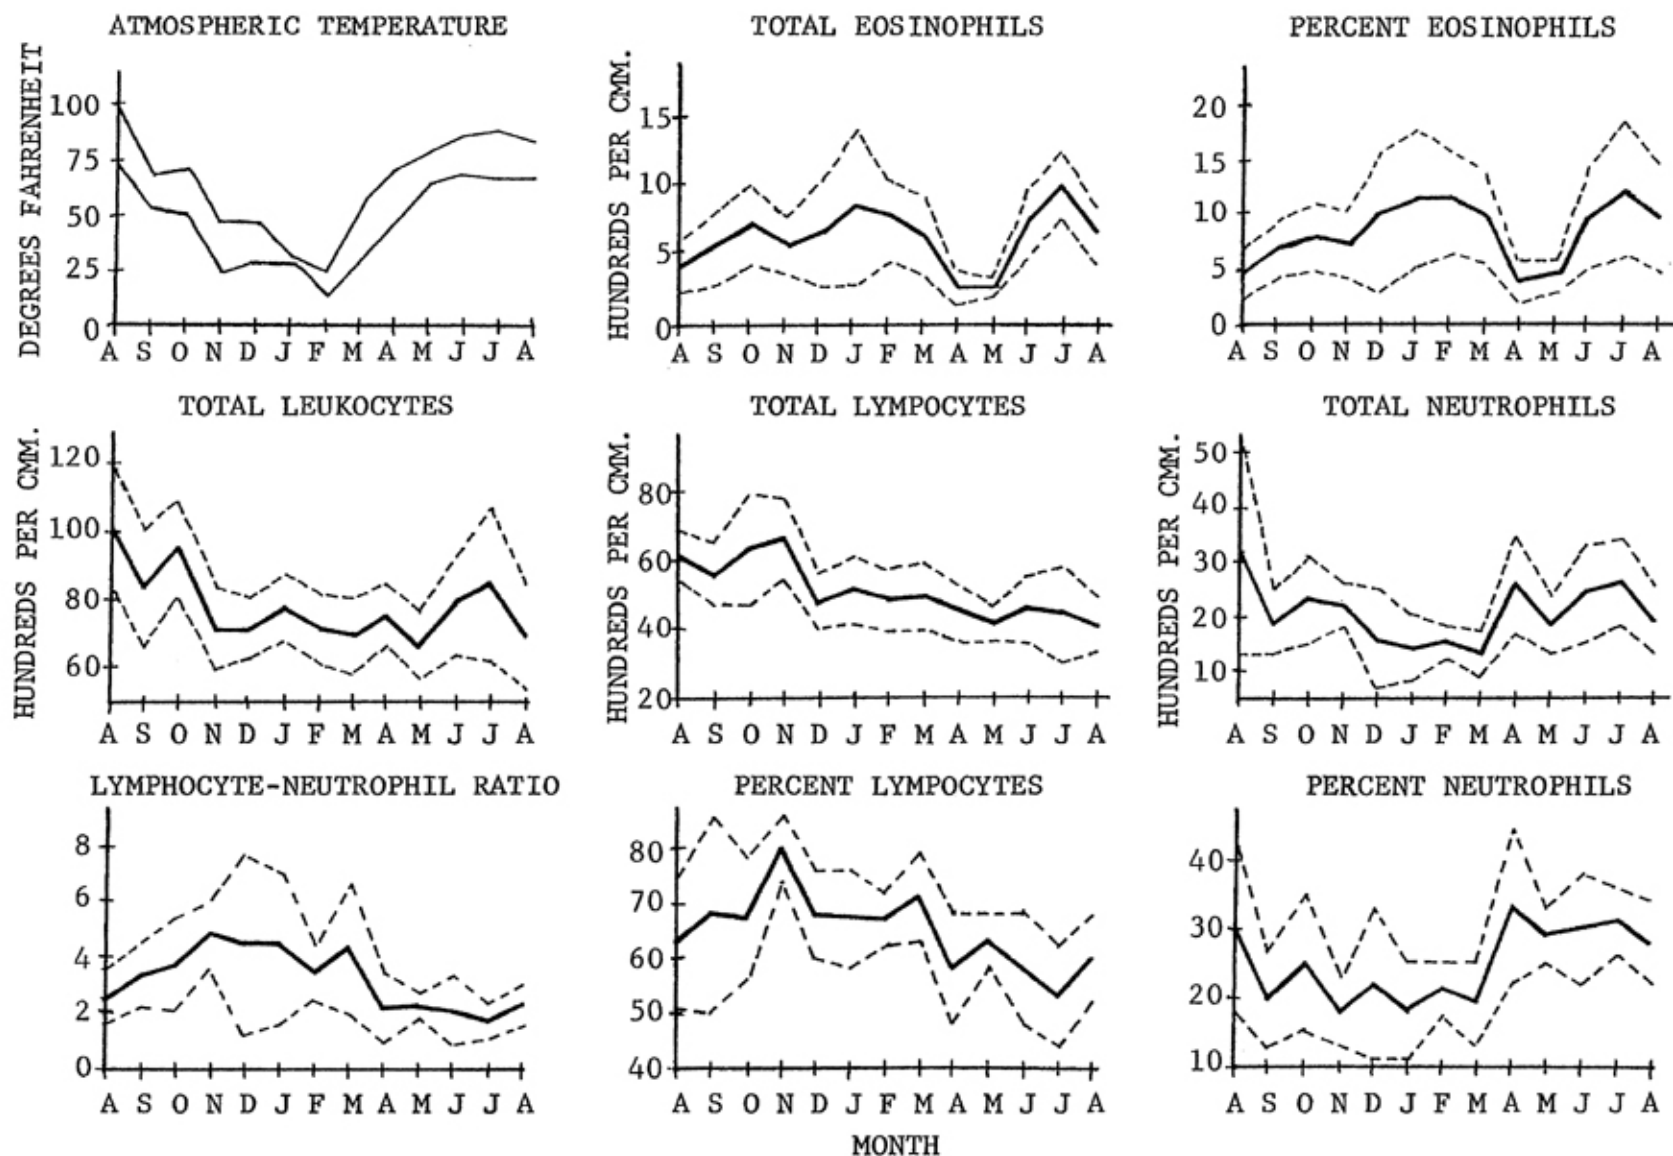 ATMOSPHERIC TEMPERATURE
DEGREES FAHRENHEIT
100
75
50
25
0
A S O N D J F M A M J J A
TOTAL EOSINOPHILS
HUNDREDS PER CMM.
15
10
5
0
A S O N D J F M A M J J A
PERCENT EOSINOPHILS
20
15
10
5
0
A S O N D J F M A M J J A
TOTAL LEUKOCYTES
HUNDREDS PER CMM.
120
100
80
60
A S O N D J F M A M J J A
TOTAL LYMPOCYTES
HUNDREDS PER CMM.
80
60
40
20
A S O N D J F M A M J J A
TOTAL NEUTROPHILS
HUNDREDS PER CMM.
50
40
30
20
10
A S O N D J F M A M J J A
LYMPHOCYTE-NEUTROPHIL RATIO
8
6
4
2
0
A S O N D J F M A M J J A
PERCENT LYMPOCYTES
80
70
60
50
40
A S O N D J F M A M J J A
PERCENT NEUTROPHILS
40
30
20
10
A S O N D J F M A M J J A
MONTH